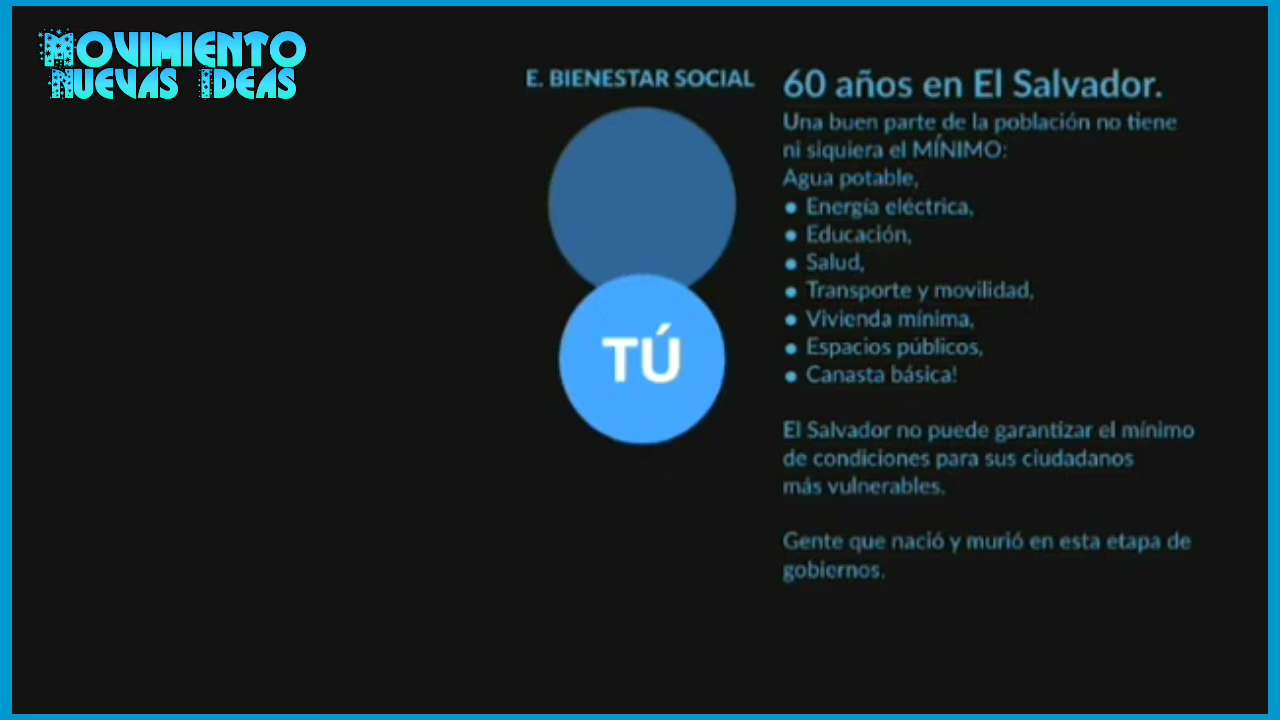 MOVIMIENTO
NUEVAS IDEAS
E. BIENESTAR SOCIAL
TÚ
60 años en El Salvador.
Una buen parte de la población no tiene
ni siquiera el MÍNIMO:
Agua potable,
● Energía eléctrica,
● Educación,
● Salud,
● Transporte y movilidad,
● Vivienda mínima,
● Espacios públicos,
● Canasta básica!
El Salvador no puede garantizar el mínimo
de condiciones para sus ciudadanos
más vulnerables.
Gente que nació y murió en esta etapa de
gobiernos.